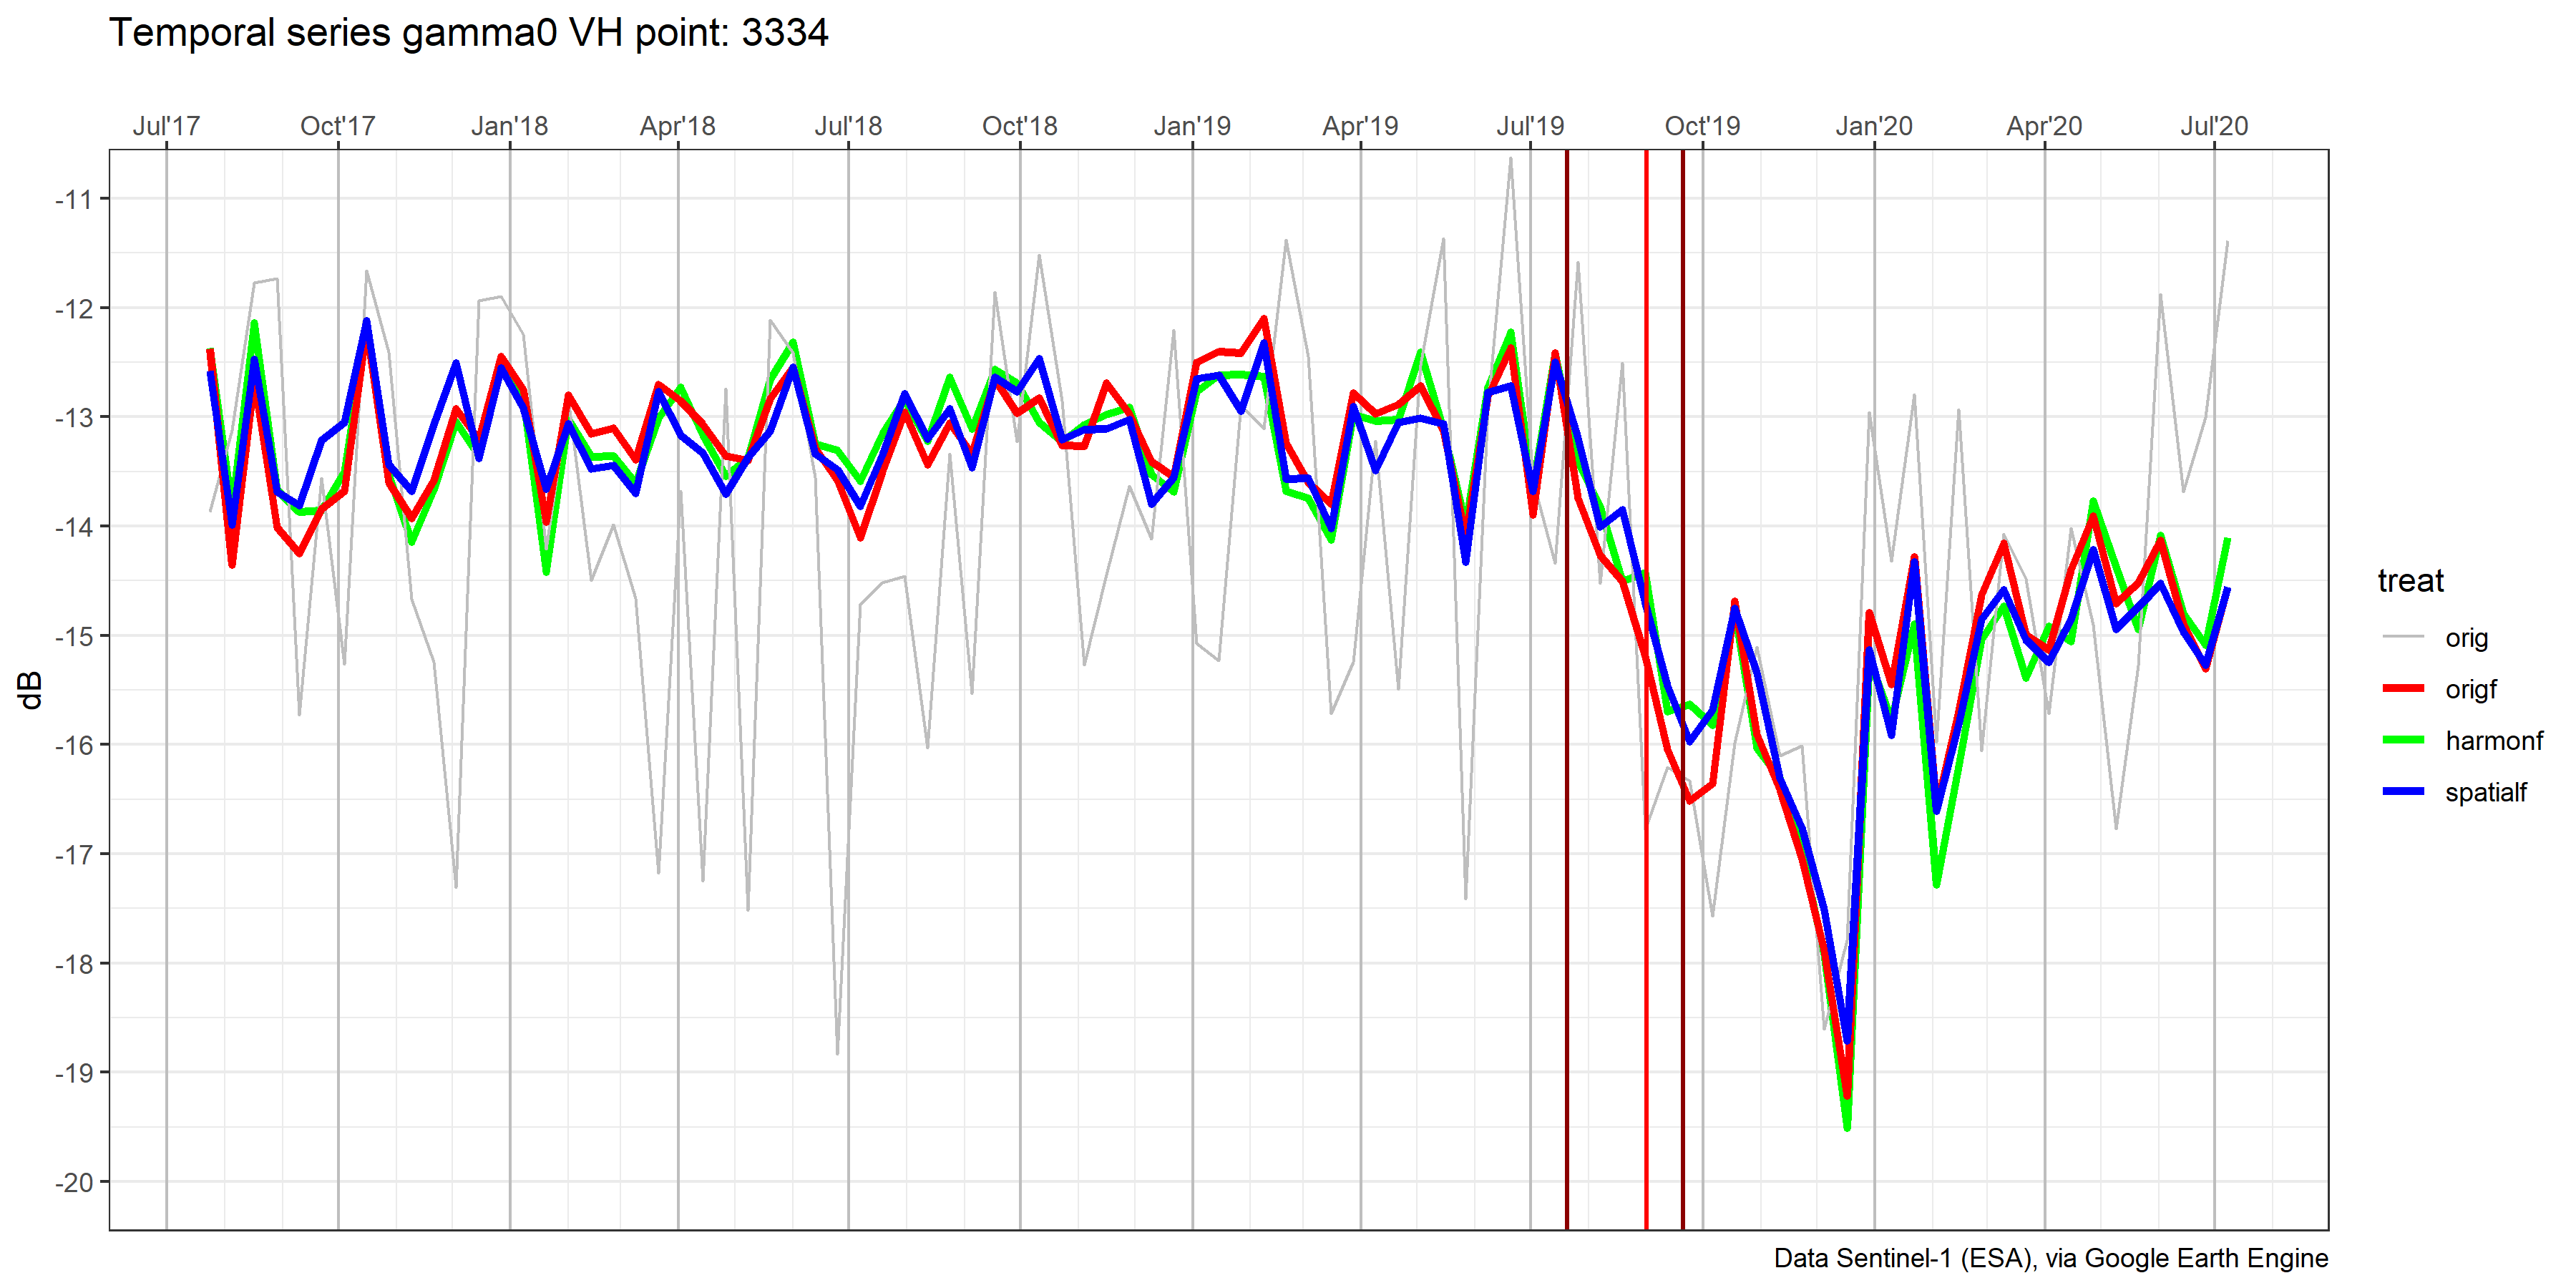 Temporal series gamma0 VH point: 3334
Jul'17 Oct'17 Jan'18 Apr'18 Jul'18 Oct'18 Jan'19 Apr'19 Jul'19 Oct'19 Jan'20 Apr'20 Jul'20
-11
-12
-13
-14
-15
-16
-17
-18
-19
-20
dB
treat
orig
origf
harmonf
spatialf
Data Sentinel-1 (ESA), via Google Earth Engine